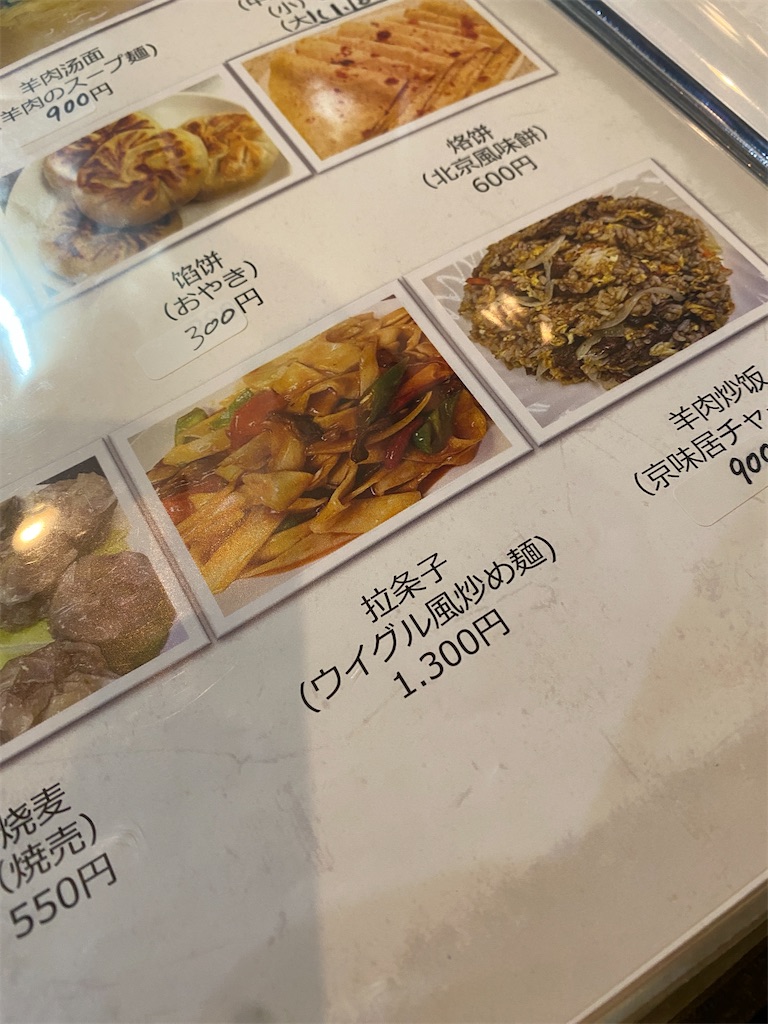 (小)
(大)
羊肉汤面
羊肉のスープ麺)
900円
烙饼
(北京風味餅)
600円
馅饼
(おやき)
300円
羊肉炒饭
(京味居チャ
900
拉条子
(ウイグル風炒め麺)
1.300円
烧麦
(焼売)
550円